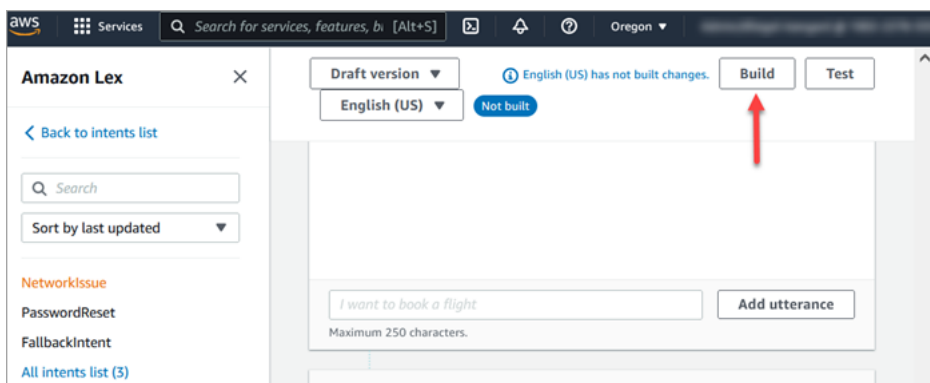 aws Services Search for services, features, bi [Alt+S] Oregon ▼
Amazon Lex
Draft version ▼
English (US) has not built changes.
Build
Test
English (US) ▼
Not built
Back to intents list
Search
Sort by last updated ▼
NetworkIssue
PasswordReset
FallbackIntent
All intents list (3)
I want to book a flight
Add utterance
Maximum 250 characters.